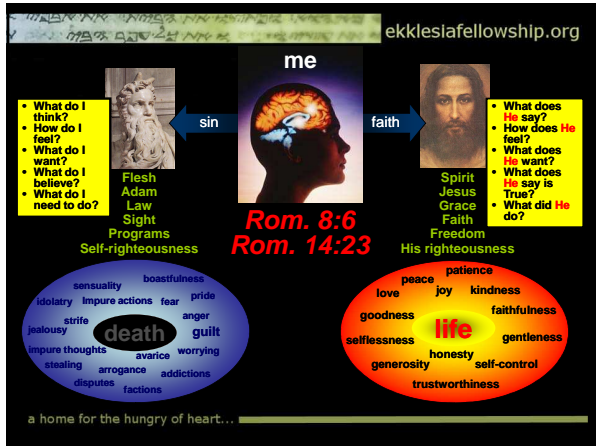 ekklesiafellowship.org
me
• What do I
think?
• How do I
feel?
• What do I
want?
• What do I
believe?
• What do I
need to do?
sin
faith
• What does
He say?
• How does He
feel?
• What does
He want?
• What does
He say is
True?
• What did He
do?
Flesh
Adam
Law
Sight
Programs
Self-righteousness
Rom. 8:6
Rom. 14:23
Spirit
Jesus
Grace
Faith
Freedom
His righteousness
sensuality
boastfulness
idolatry
Impure actions
fear
pride
strife
anger
jealousy
death
guilt
impure thoughts
avarice
worrying
stealing
arrogance
addictions
disputes
factions
patience
peace
love
joy
kindness
goodness
faithfulness
life
selflessness
gentleness
honesty
generosity
self-control
trustworthiness
a home for the hungry of heart...